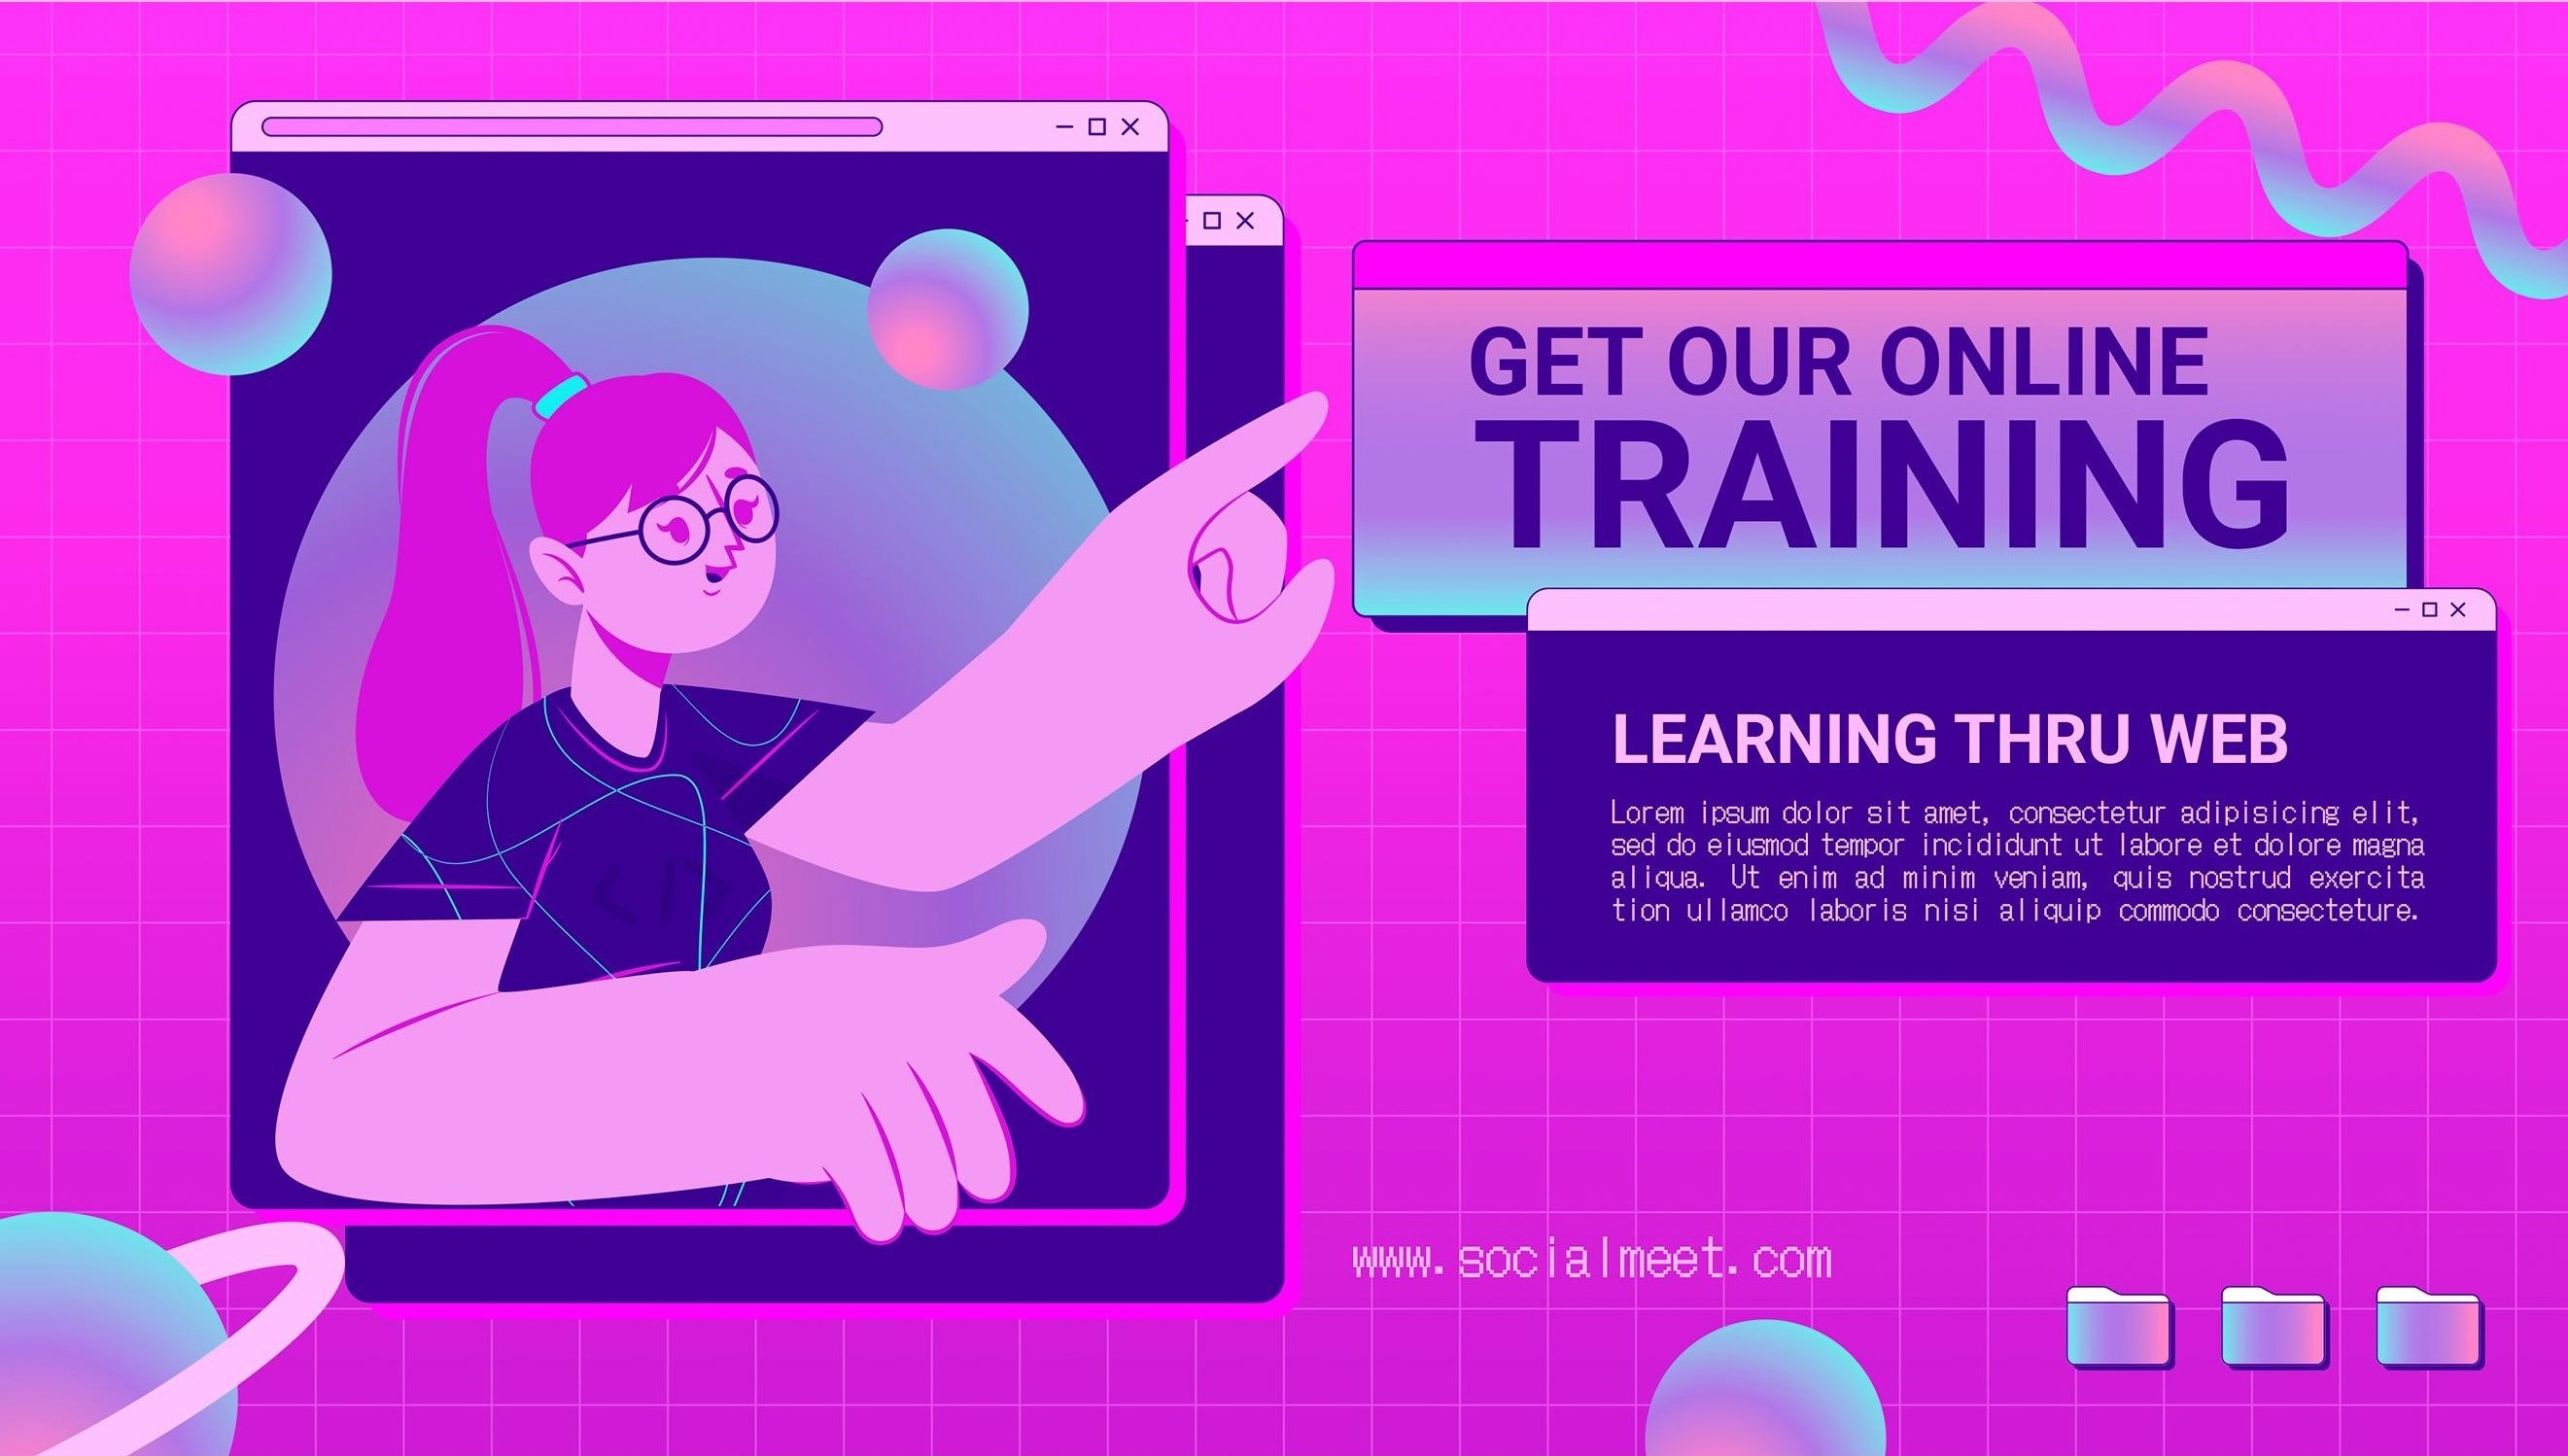 GET OUR ONLINE
TRAINING
LEARNING THRU WEB
Lorem ipsum dolor sit amet, consectetur adipisicing elit,
sed do eiusmod tempor incididunt ut labore et dolore magna
aliqua. Ut enim ad minim veniam, quis nostrud exercita
tion ullamco laboris nisi aliquip commodo consecteture.
www.socialmeet.com